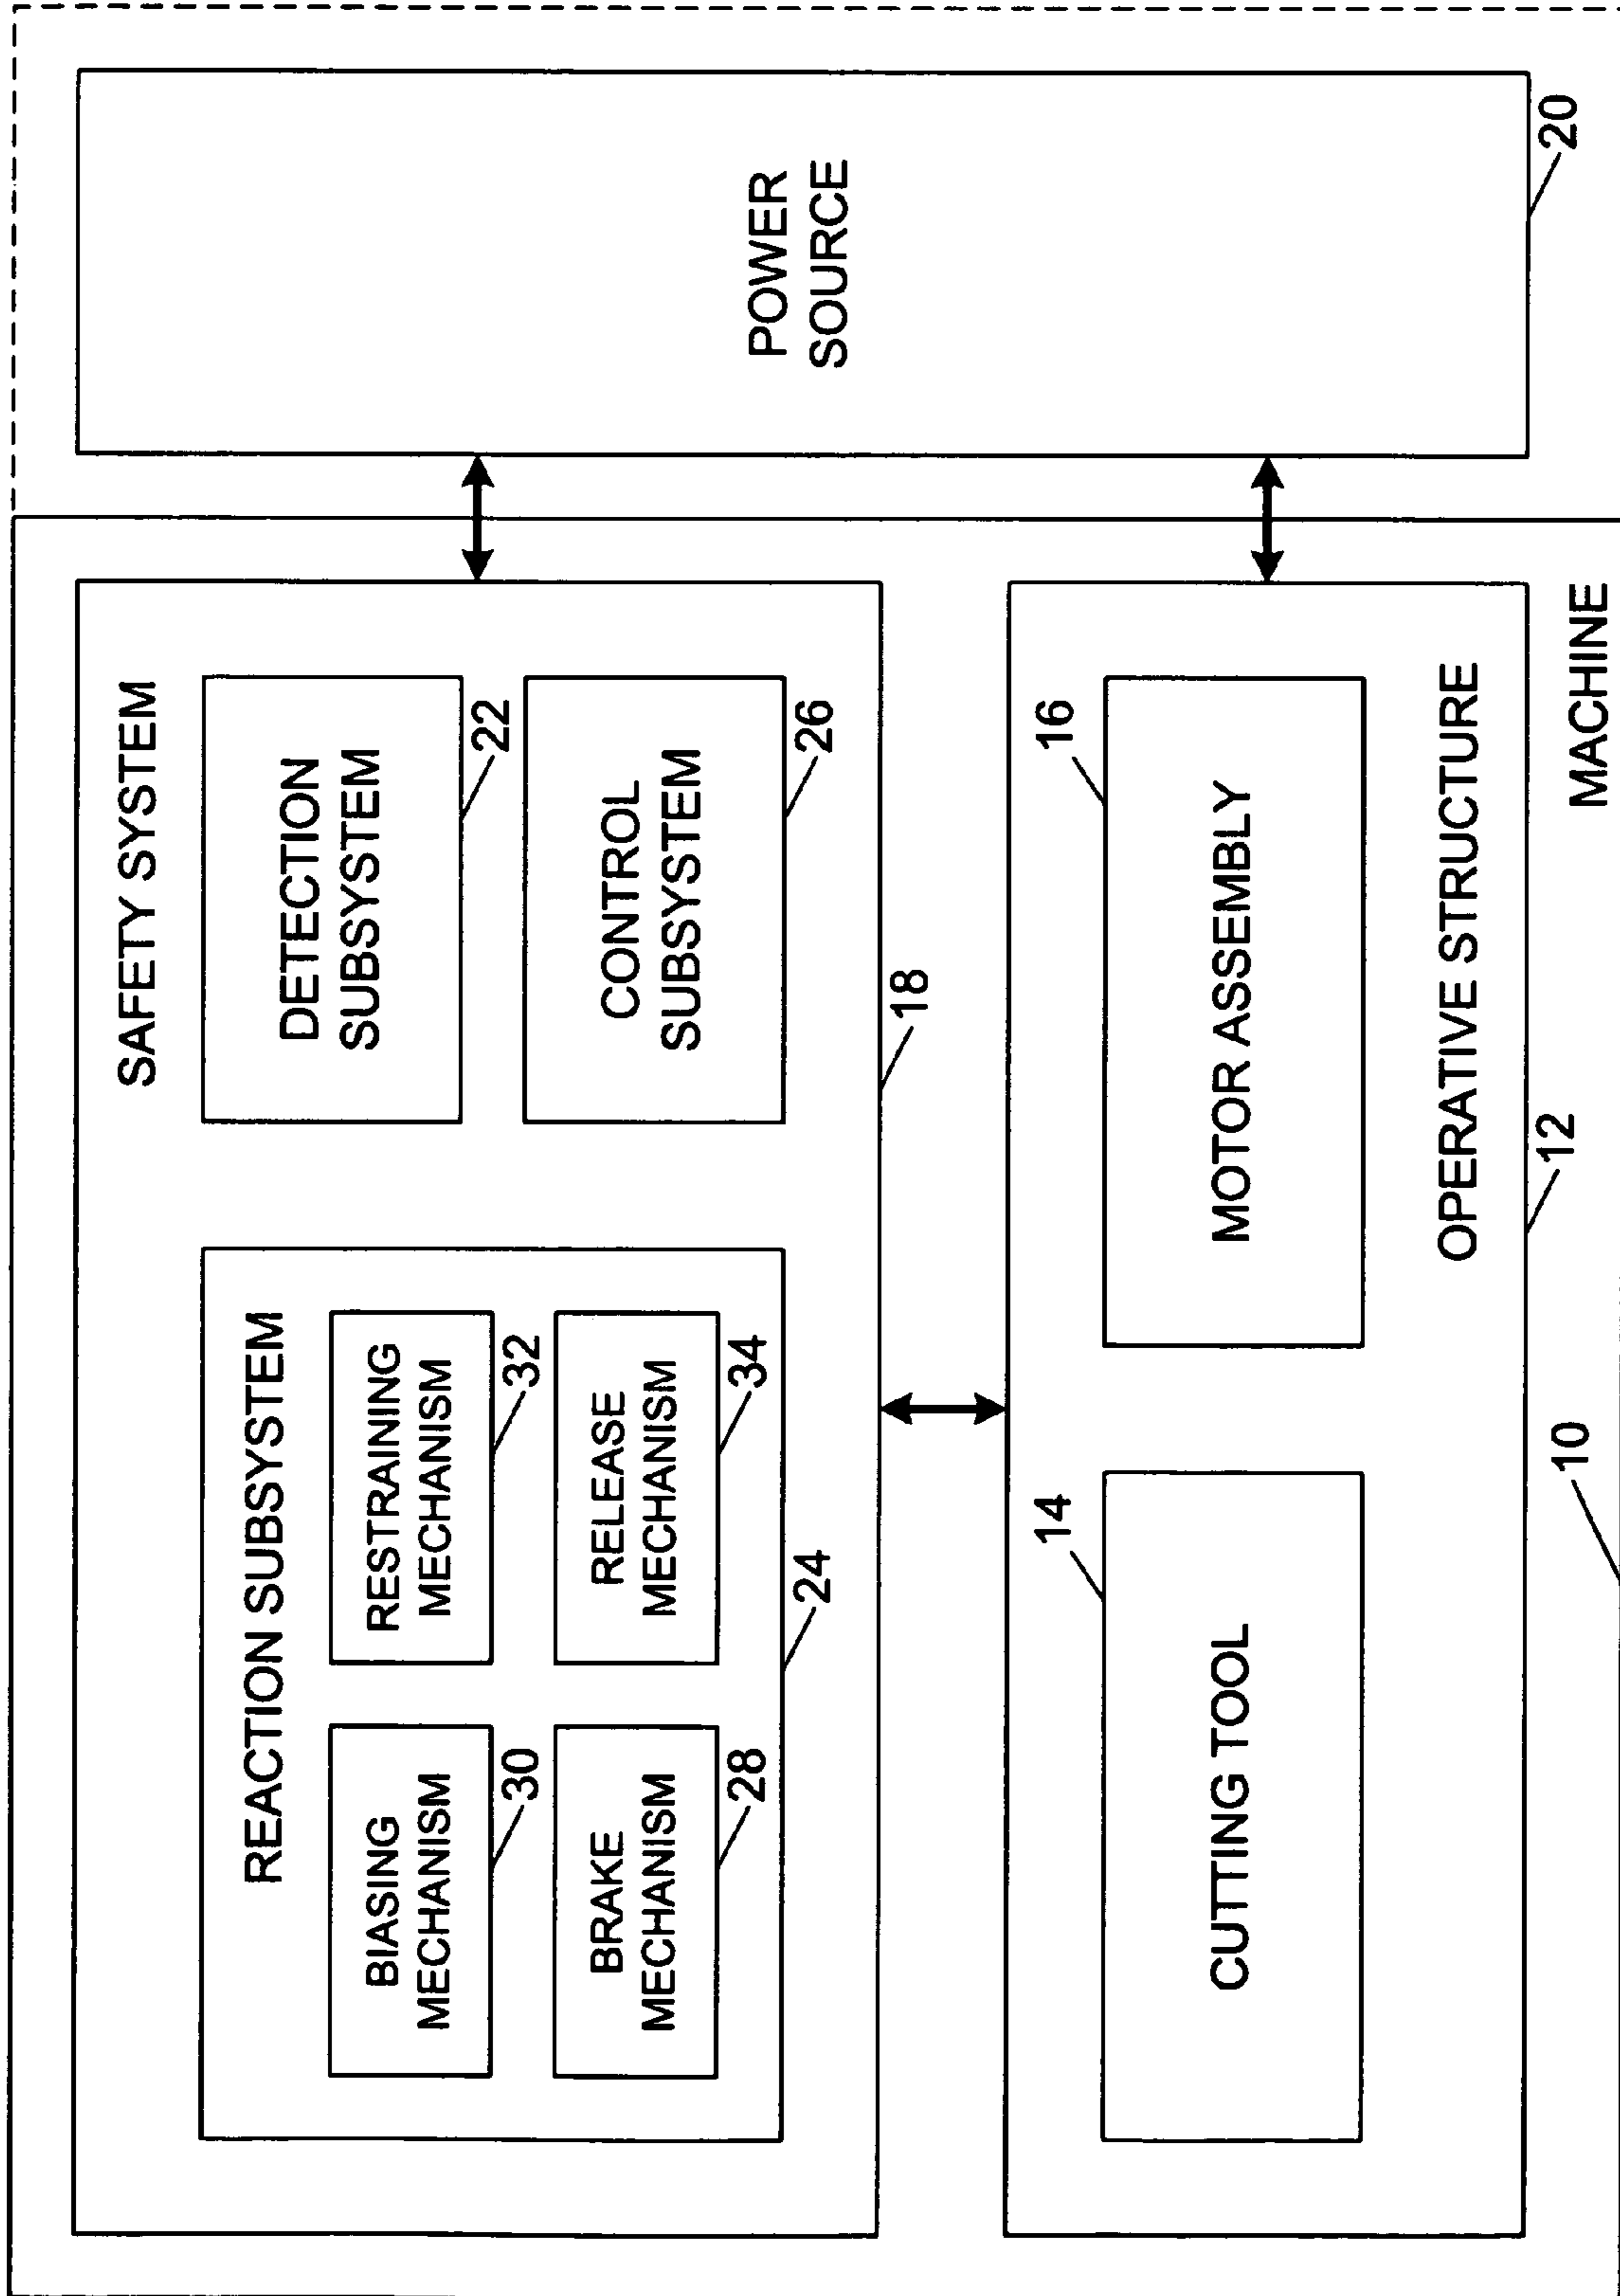 SAFETY SYSTEM
REACTION SUBSYSTEM
BIASING
MECHANISM
30
RESTRAINING
MECHANISM
32
BRAKE
MECHANISM
28
RELEASE
MECHANISM
34
24
DETECTION
SUBSYSTEM
22
CONTROL
SUBSYSTEM
26
18
14
CUTTING TOOL
16
MOTOR ASSEMBLY
OPERATIVE STRUCTURE
12
MACHINE
10
POWER
SOURCE
20